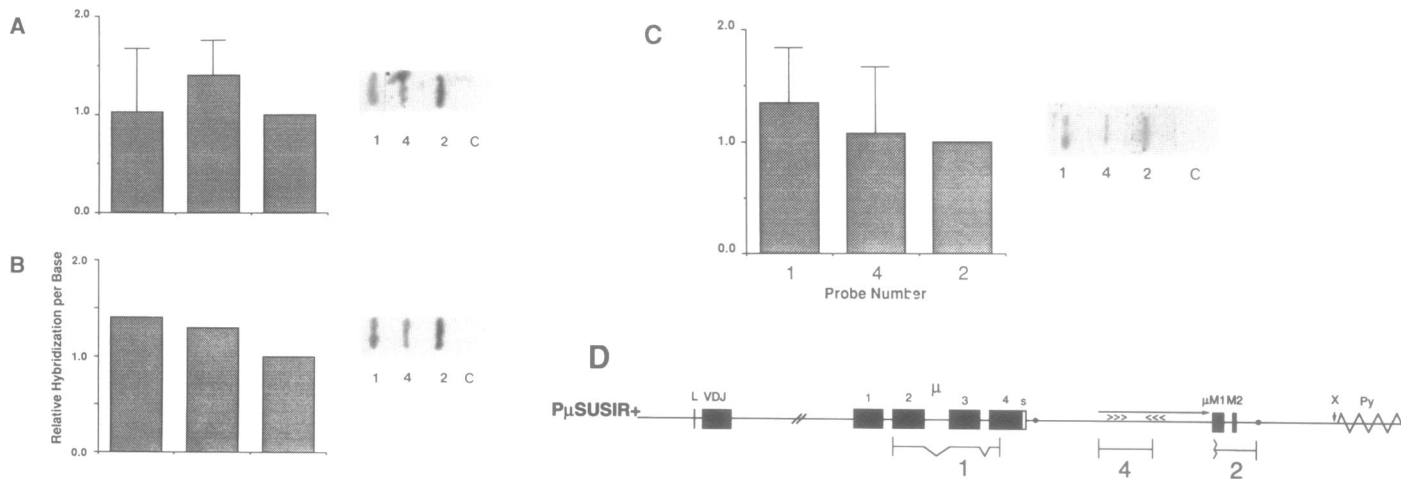 A
2.0
1.0
0.0
1 4 2 C
B
Relative Hybridization per Base
2.0
1.0
0.0
1 4 2 C
C
2.0
1.0
0.0
1 4 2
Probe Number
1 4 2 C
D
PμSUSIR+
L VDJ
μ
1 2 3 4 s
>>> <<<
μM1 M2
X Py
1 4 2